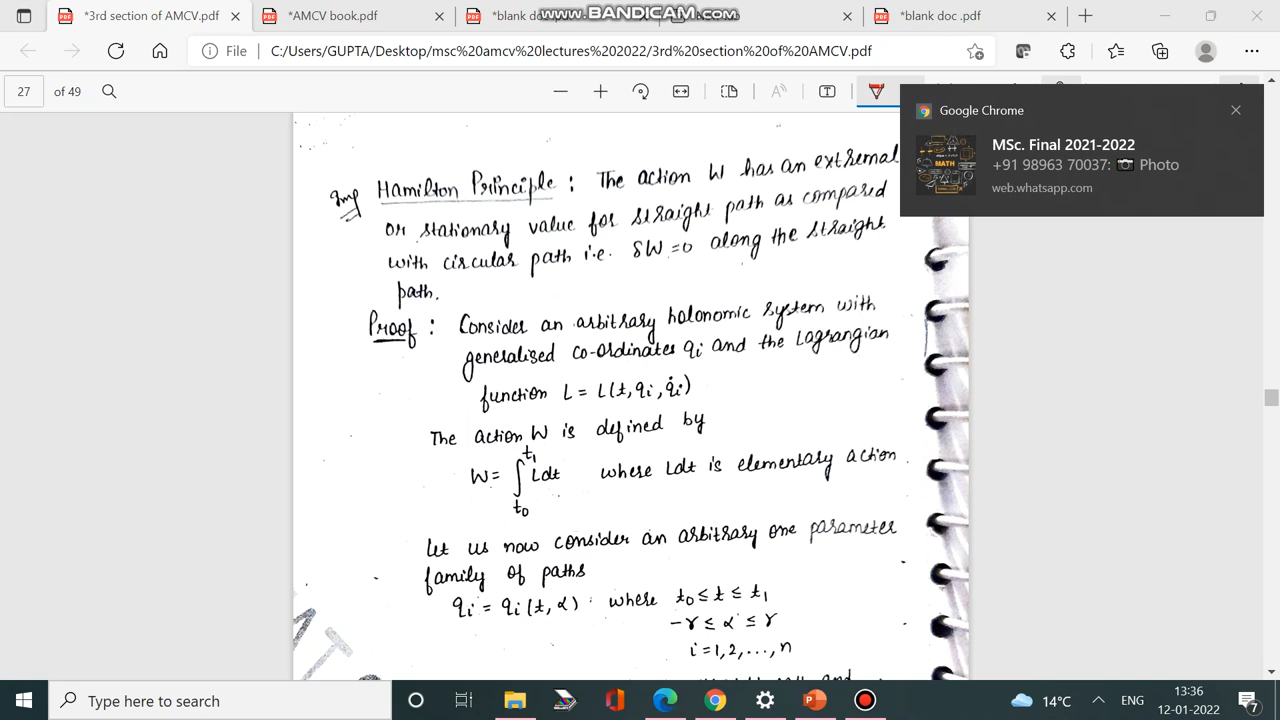 *3rd section of AMCV.pdf
*AMCV book.pdf
*blank do
www.BANDICAM.com
*blank doc .pdf
File
C:/Users/GUPTA/Desktop/msc%20amcv%20lectures%202022/3rd%20section%20of%20AMCV.pdf
27 of 49
Google Chrome
MSc. Final 2021-2022
+91 98963 70037: 📷 Photo
web.whatsapp.com
Imp Hamilton Principle : The action W has an extremal
or stationary value for straight path as compared
with circular path i.e. δW = 0 along the straight
path.
Proof : Consider an arbitrary holonomic system with
generalised co-ordinates qi and the Lagrangian
function L = L(t, qi, q̇i)
The action W is defined by
W = ∫_{t0}^{t1} Ldt where Ldt is elementary action
Let us now consider an arbitrary one parameter
family of paths
qi = qi(t, α) where t0 ≤ t ≤ t1
-γ ≤ α ≤ γ
i = 1, 2, ..., n
Type here to search
14°C
ENG
13:36
12-01-2022
7